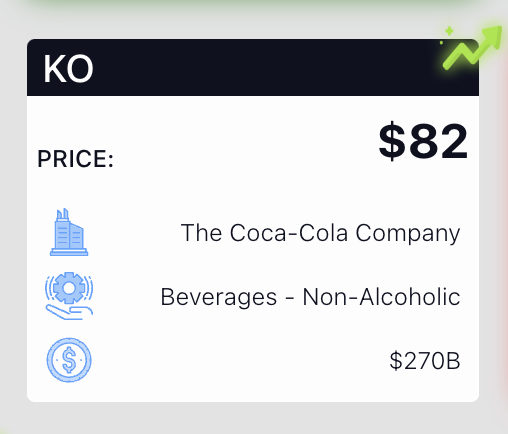 KO
PRICE:
$82
The Coca-Cola Company
Beverages - Non-Alcoholic
$270B